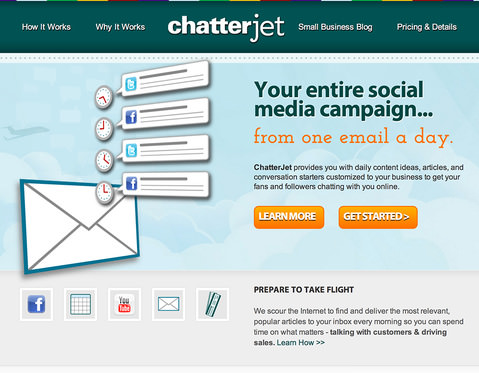 How It Works
Why It Works
chatterjet
Small Business Blog
Pricing & Details
Your entire social
media campaign...
from one email a day.
ChatterJet provides you with daily content ideas, articles, and
conversation starters customized to your business to get your
fans and followers chatting with you online.
LEARN MORE
GET STARTED >
PREPARE TO TAKE FLIGHT
We scour the Internet to find and deliver the most relevant,
popular articles to your inbox every morning so you can spend
time on what matters - talking with customers & driving
sales. Learn How >>
t
f
t
f
f
You
Tube